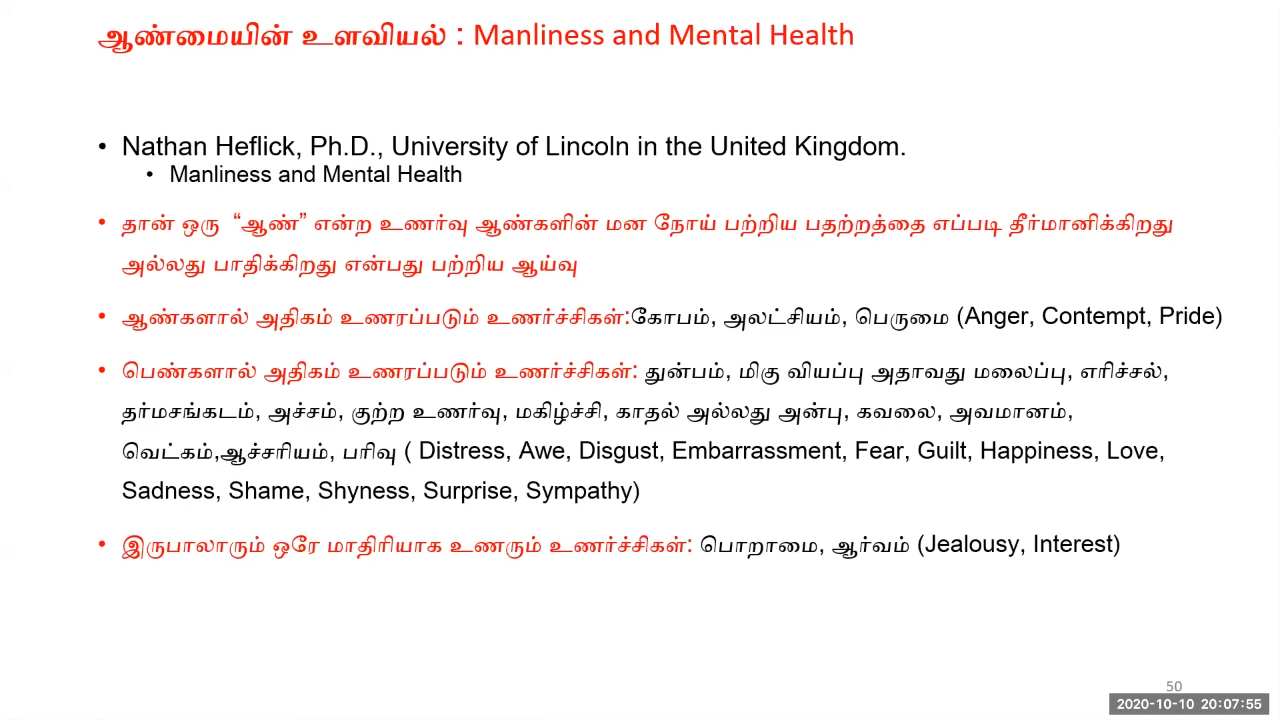 ஆண்மையின் உளவியல் : Manliness and Mental Health
• Nathan Heflick, Ph.D., University of Lincoln in the United Kingdom.
• Manliness and Mental Health
• தான் ஒரு “ஆண்” என்ற உணர்வு ஆண்களின் மன நோய் பற்றிய பதற்றத்தை எப்படி தீர்மானிக்கிறது
அல்லது பாதிக்கிறது என்பது பற்றிய ஆய்வு
• ஆண்களால் அதிகம் உணரப்படும் உணர்ச்சிகள்:கோபம், அலட்சியம், பெருமை (Anger, Contempt, Pride)
• பெண்களால் அதிகம் உணரப்படும் உணர்ச்சிகள்: துன்பம், மிகு வியப்பு அதாவது மலைப்பு, எரிச்சல்,
தர்மசங்கடம், அச்சம், குற்ற உணர்வு, மகிழ்ச்சி, காதல் அல்லது அன்பு, கவலை, அவமானம்,
வெட்கம்,ஆச்சரியம், பரிவு ( Distress, Awe, Disgust, Embarrassment, Fear, Guilt, Happiness, Love,
Sadness, Shame, Shyness, Surprise, Sympathy)
• இருபாலாரும் ஒரே மாதிரியாக உணரும் உணர்ச்சிகள்: பொறாமை, ஆர்வம் (Jealousy, Interest)
50
2020-10-10 20:07:55